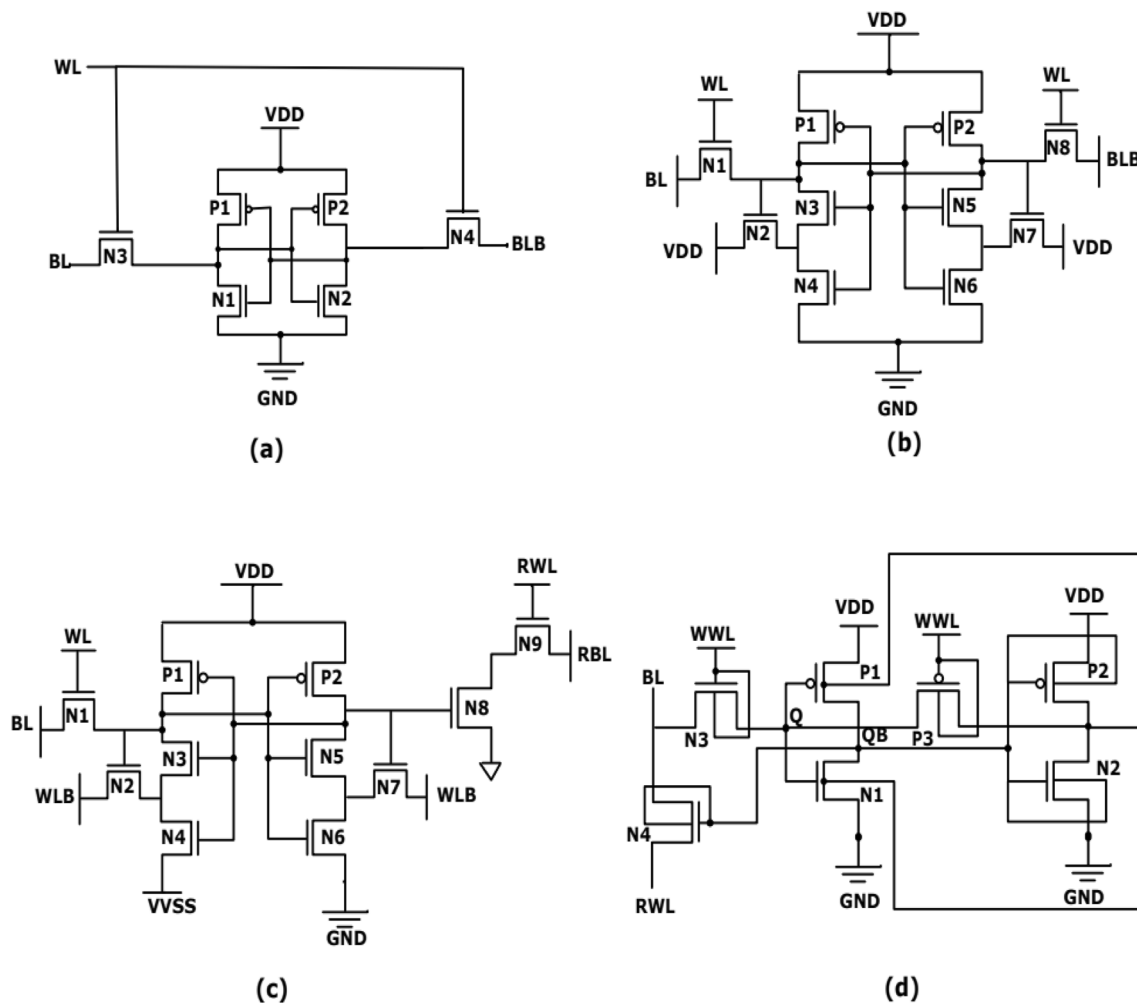 WL
VDD
P1
P2
N4
BLB
BL
N3
N1
N2
GND
(a)
VDD
WL
WL
P1
P2
N8
BLB
BL
N1
N3
N5
N2
N7
VDD
VDD
N4
N6
GND
(b)
RWL
VDD
WL
N9
RBL
P1
P2
BL
N1
N8
N3
N5
N2
N7
WLB
WLB
N4
N6
VVSS
GND
(c)
VDD
VDD
WWL
WWL
P1
P2
BL
Q
N3
QB
P3
N2
N1
N4
GND
GND
RWL
(d)